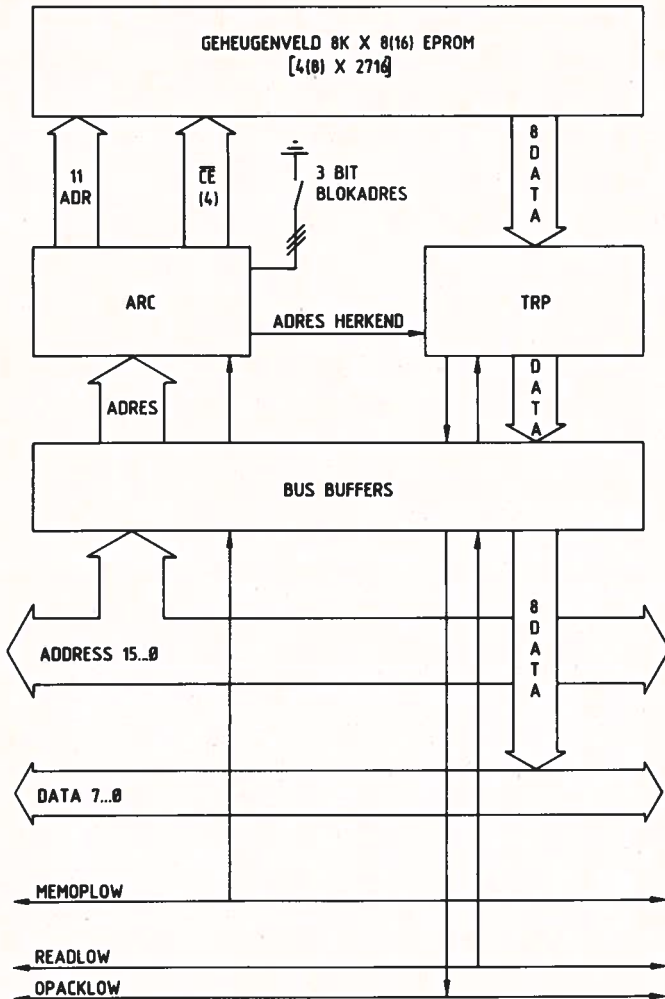 GEHEUGENVELD 8K X 8(16) EPROM
[4(8) X 2716]
11
ADR
CE
(4)
3 BIT
BLOKADRES
8
D
A
T
A
ARC
TRP
ADRES HERKEND
ADRES
D
A
T
A
BUS BUFFERS
8
D
A
T
A
ADDRESS 15...0
DATA 7...0
MEMOPLOW
READLOW
OPACKLOW